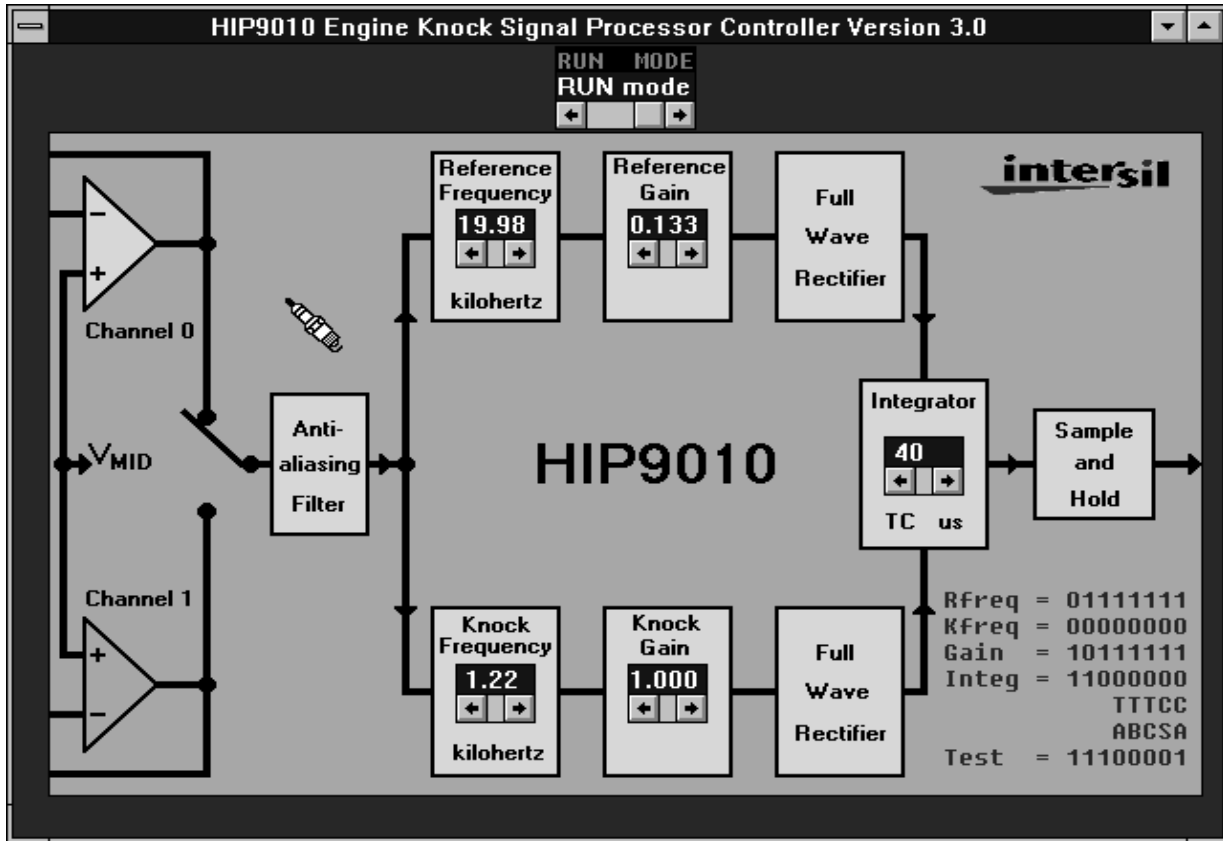 HIP9010 Engine Knock Signal Processor Controller Version 3.0
RUN MODE
RUN mode
intersil
Reference
Frequency
19.98
kilohertz
Reference
Gain
0.133
Full
Wave
Rectifier
-
+
Channel 0
VMID
Anti-
aliasing
Filter
HIP9010
Integrator
40
TC us
Sample
and
Hold
Channel 1
+
-
Knock
Frequency
1.22
kilohertz
Knock
Gain
1.000
Full
Wave
Rectifier
Rfreq = 01111111
Kfreq = 00000000
Gain = 10111111
Integ = 11000000
TTTCC
ABCSA
Test = 11100001